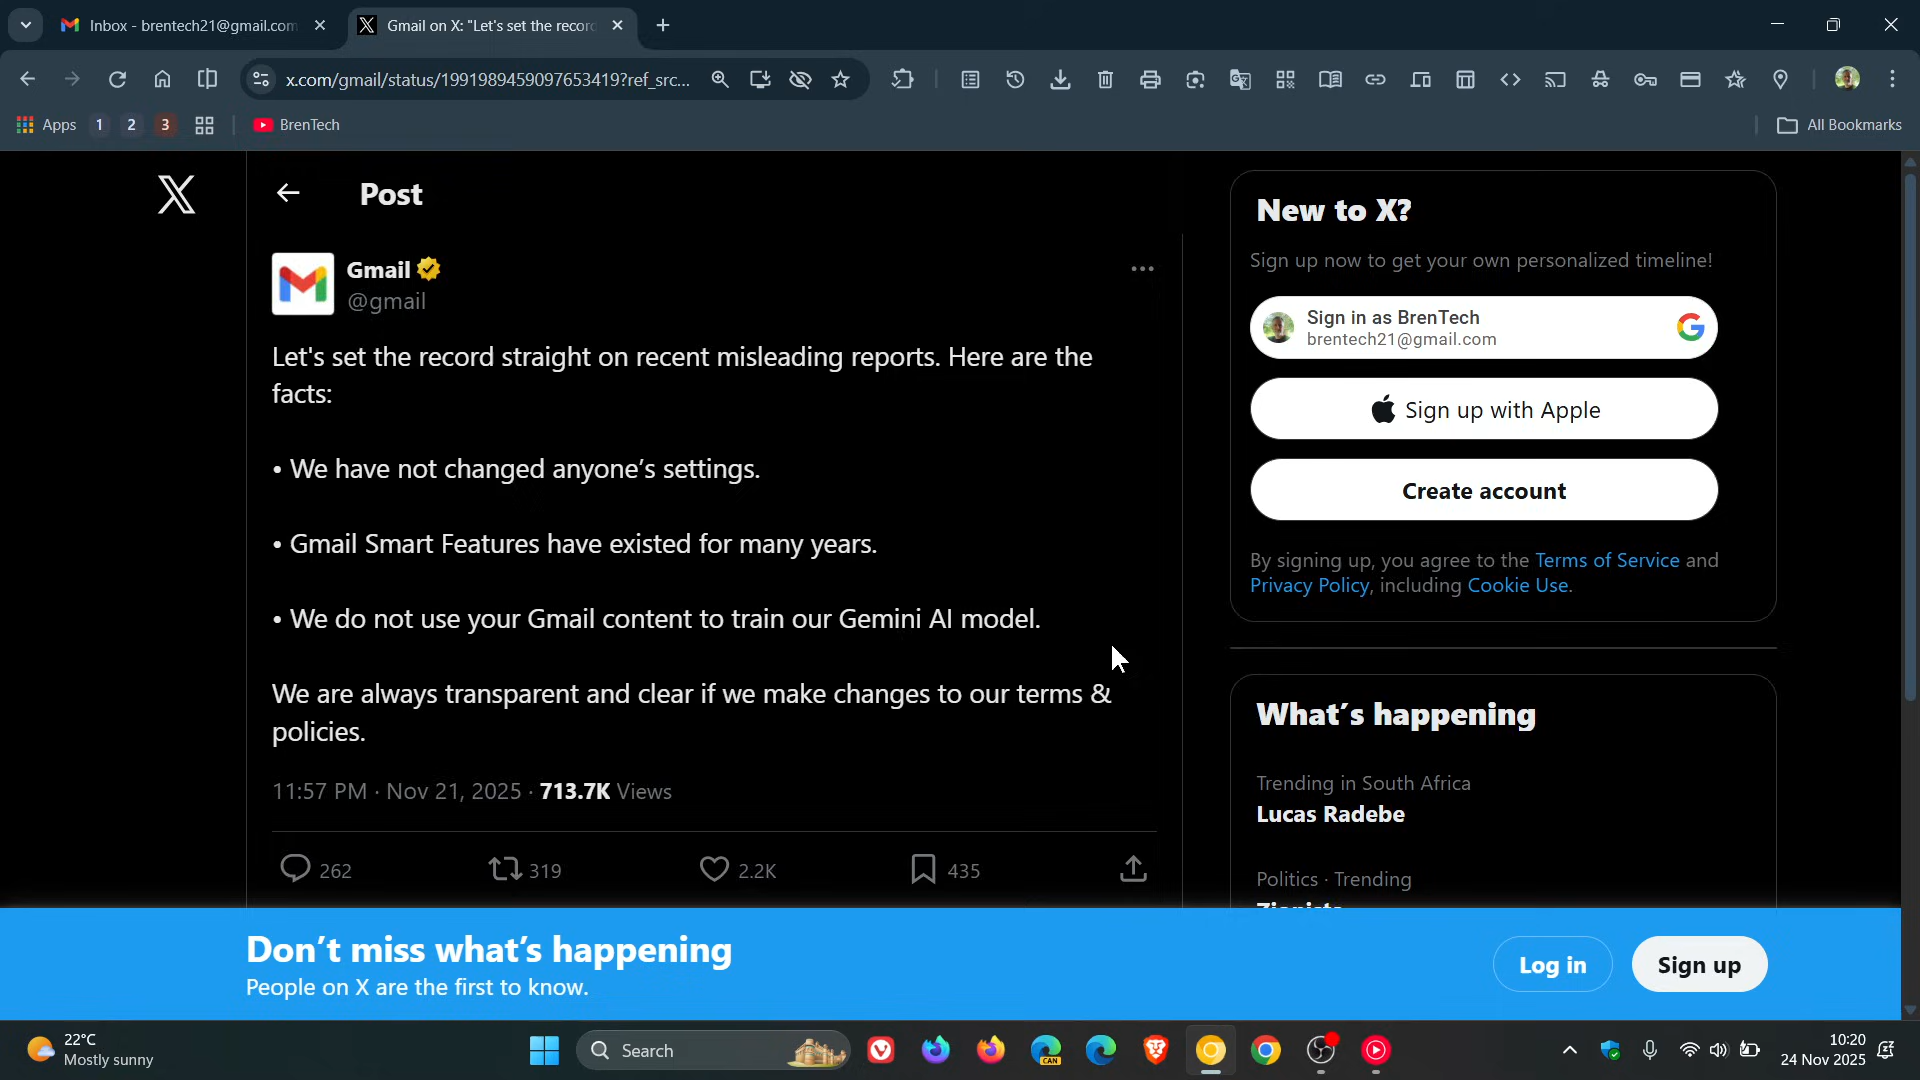 Inbox - brentech21@gmail.com
Gmail on X: "Let's set the recor
x.com/gmail/status/1991989459097653419?ref_src...
Apps
1
2
3
BrenTech
All Bookmarks
Post
Gmail
@gmail
Let's set the record straight on recent misleading reports. Here are the
facts:
• We have not changed anyone's settings.
• Gmail Smart Features have existed for many years.
• We do not use your Gmail content to train our Gemini AI model.
We are always transparent and clear if we make changes to our terms &
policies.
11:57 PM · Nov 21, 2025 · 713.7K Views
262
319
2.2K
435
New to X?
Sign up now to get your own personalized timeline!
Sign in as BrenTech
brentech21@gmail.com
Sign up with Apple
Create account
By signing up, you agree to the Terms of Service and
Privacy Policy, including Cookie Use.
What's happening
Trending in South Africa
Lucas Radebe
Politics · Trending
Don't miss what's happening
People on X are the first to know.
Log in
Sign up
22°C
Mostly sunny
Search
CAN
10:20
24 Nov 2025